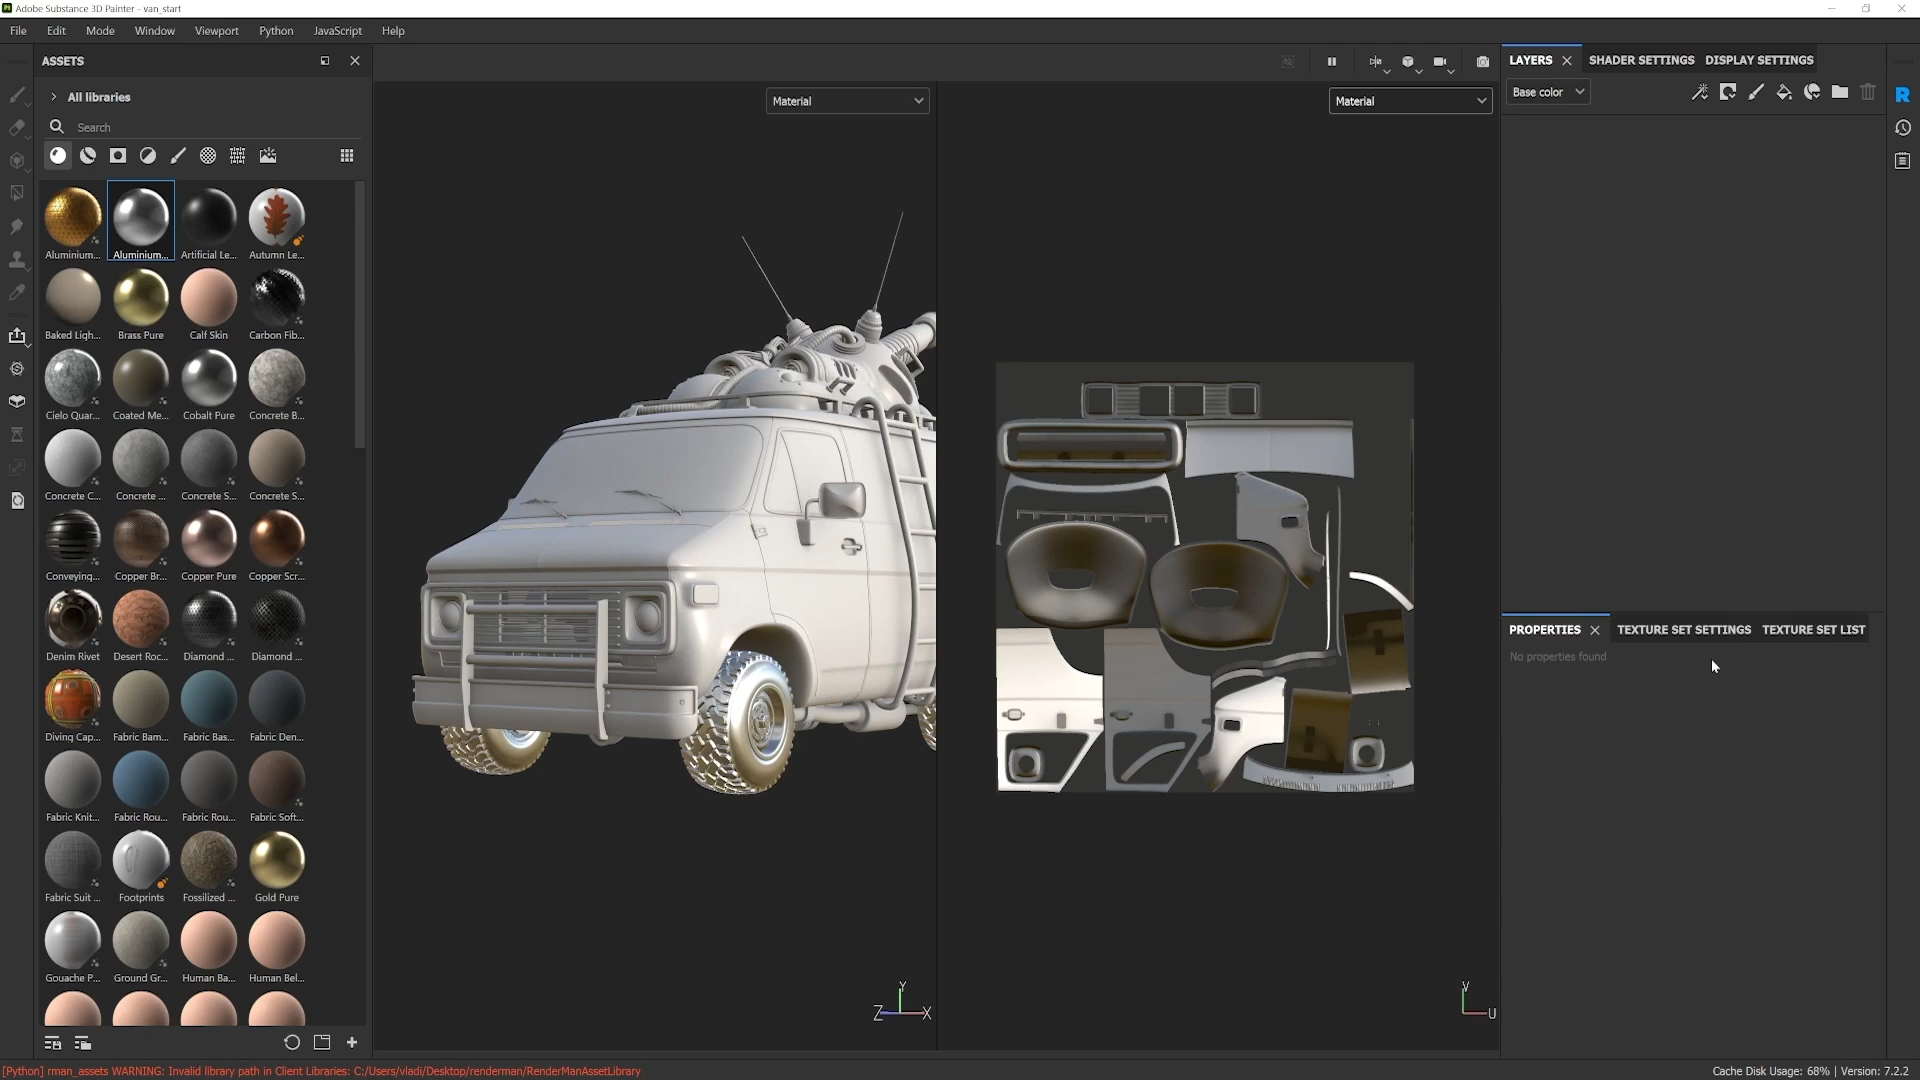 Adobe Substance 3D Painter - van_start
File Edit Mode Window Viewport Python JavaScript Help
ASSETS
All libraries
Search
Aluminium... Aluminium... Artificial Le... Autumn Le...
Baked Ligh... Brass Pure Calf Skin Carbon Fib...
Cielo Quar... Coated Me... Cobalt Pure Concrete B...
Concrete C... Concrete ... Concrete S... Concrete S...
Conveying... Copper Br... Copper Pure Copper Scr...
Denim Rivet Desert Roc... Diamond ... Diamond ...
Diving Cap... Fabric Bam... Fabric Bas... Fabric Den...
Fabric Knit... Fabric Rou... Fabric Rou... Fabric Soft...
Fabric Suit ... Footprints Fossilized ... Gold Pure
Gouache P... Ground Gr... Human Ba... Human Bel...
Material
Material
Y
Z X
V
U
LAYERS SHADER SETTINGS DISPLAY SETTINGS
Base color
R
PROPERTIES TEXTURE SET SETTINGS TEXTURE SET LIST
No properties found
[Python] rman_assets WARNING: Invalid library path in Client Libraries: C:/Users/vladi/Desktop/renderman/RenderManAssetLibrary
Cache Disk Usage: 68% | Version: 7.2.2